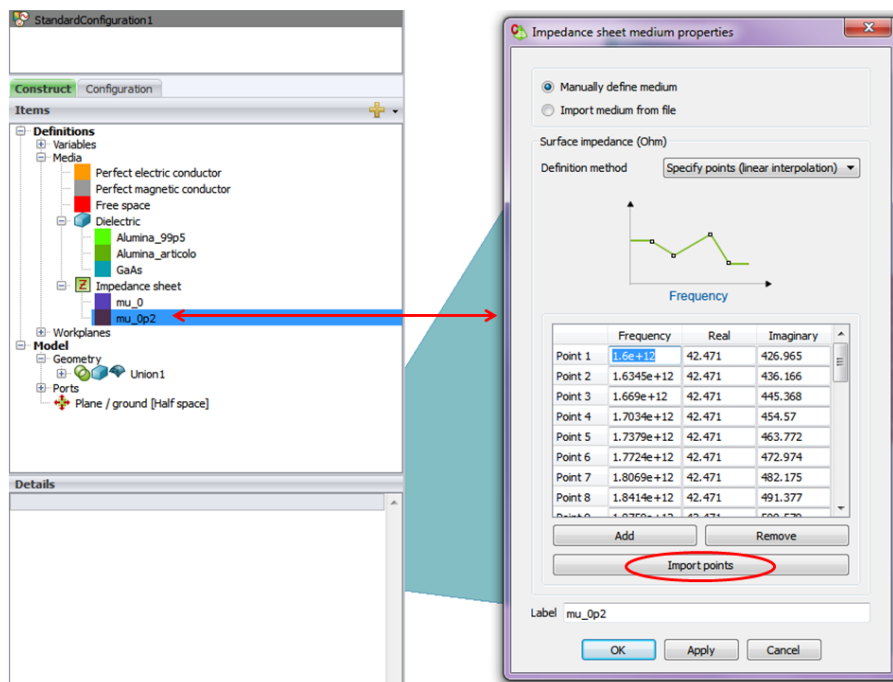 StandardConfiguration1
Construct
Configuration
Items
Definitions
Variables
Media
Perfect electric conductor
Perfect magnetic conductor
Free space
Dielectric
Alumina_99p5
Alumina_articolo
GaAs
Z Impedance sheet
mu_0
mu_0p2
Workplanes
Model
Geometry
Union1
Ports
Plane / ground [Half space]
Details
Impedance sheet medium properties
Manually define medium
Import medium from file
Surface impedance (Ohm)
Definition method Specify points (linear interpolation)
Frequency
Frequency Real Imaginary
Point 1 1.6e+12 42.471 426.965
Point 2 1.6345e+12 42.471 436.166
Point 3 1.669e+12 42.471 445.368
Point 4 1.7034e+12 42.471 454.57
Point 5 1.7379e+12 42.471 463.772
Point 6 1.7724e+12 42.471 472.974
Point 7 1.8069e+12 42.471 482.175
Point 8 1.8414e+12 42.471 491.377
Add Remove
Import points
Label mu_0p2
OK Apply Cancel